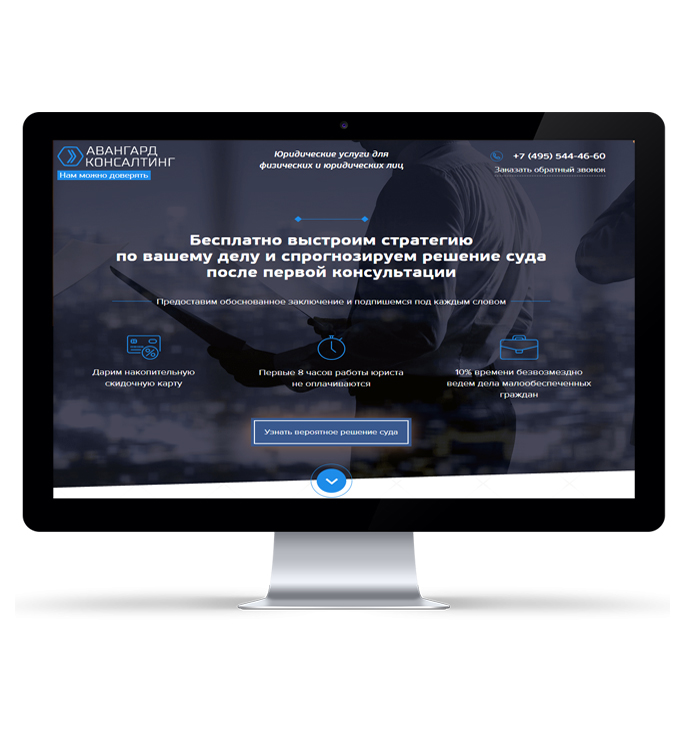 АВАНГАРД
КОНСАЛТИНГ
Нам можно доверять
Юридические услуги для
физических и юридических лиц
+7 (495) 544-46-60
Заказать обратный звонок
Бесплатно выстроим стратегию
по вашему делу и спрогнозируем решение суда
после первой консультации
Предоставим обоснованное заключение и подпишемся под каждым словом
Дарим накопительную
скидочную карту
Первые 8 часов работы юриста
не оплачиваются
10% времени безвозмездно
ведем дела малообеспеченных
граждан
Узнать вероятное решение суда